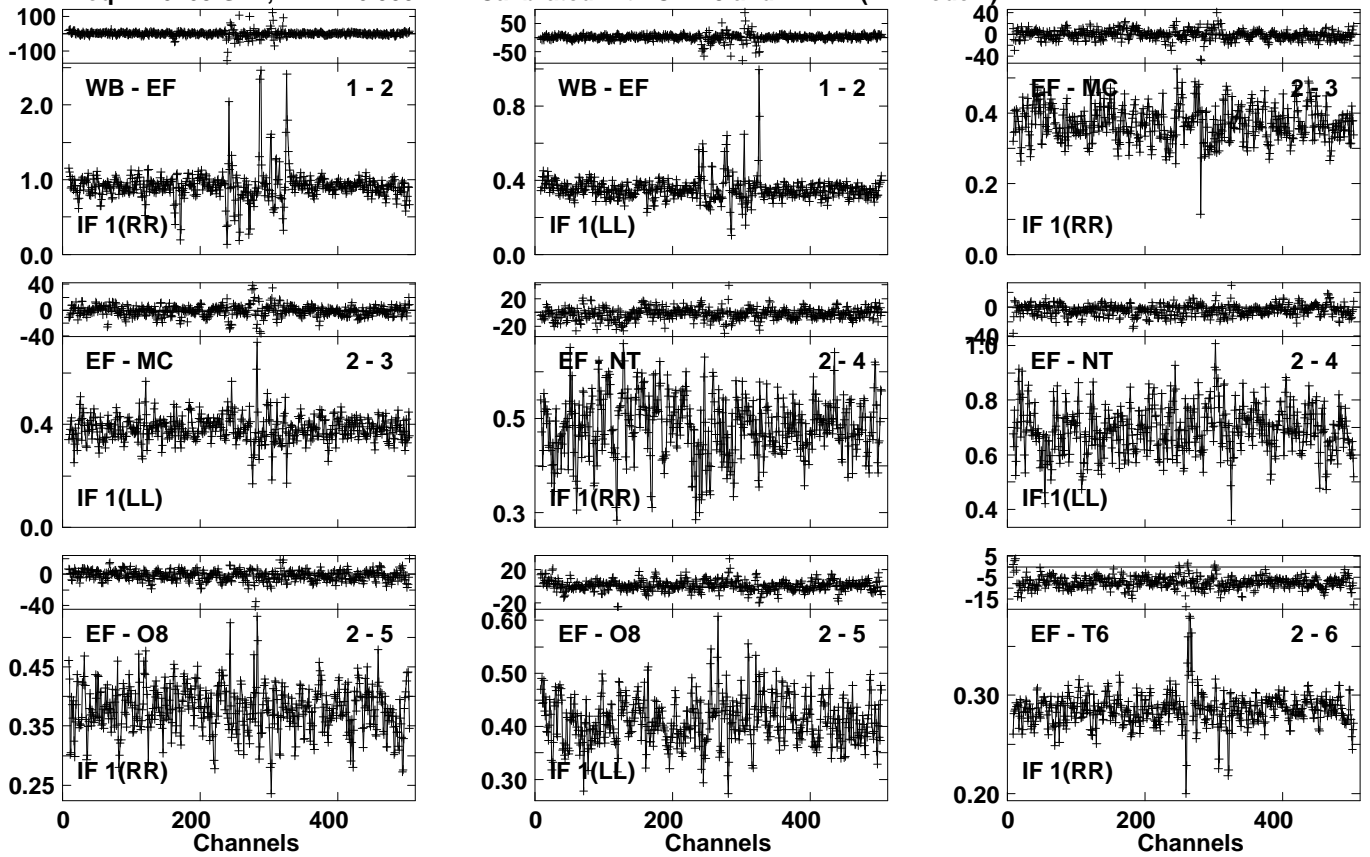 100
-100
WB - EF 1 - 2
2.0
1.0
IF 1(RR)
0.0
50
-50
WB - EF 1 - 2
0.8
0.4
IF 1(LL)
0.0
40
0
-40
EF - MC 2 - 3
0.4
0.2
IF 1(RR)
0.0
40
0
-40
EF - MC 2 - 3
0.4
IF 1(LL)
0.0
20
-20
EF - NT 2 - 4
0.5
IF 1(RR)
0.3
0
-40
1.0
EF - NT 2 - 4
0.8
0.6
IF 1(LL)
0.4
0
-40
EF - O8 2 - 5
0.45
0.35
IF 1(RR)
0.25
0 200 400
Channels
20
-20
0.60
EF - O8 2 - 5
0.50
0.40
IF 1(LL)
0.30
0 200 400
Channels
5
-5
-15
EF - T6 2 - 6
0.30
IF 1(RR)
0.20
0 200 400
Channels